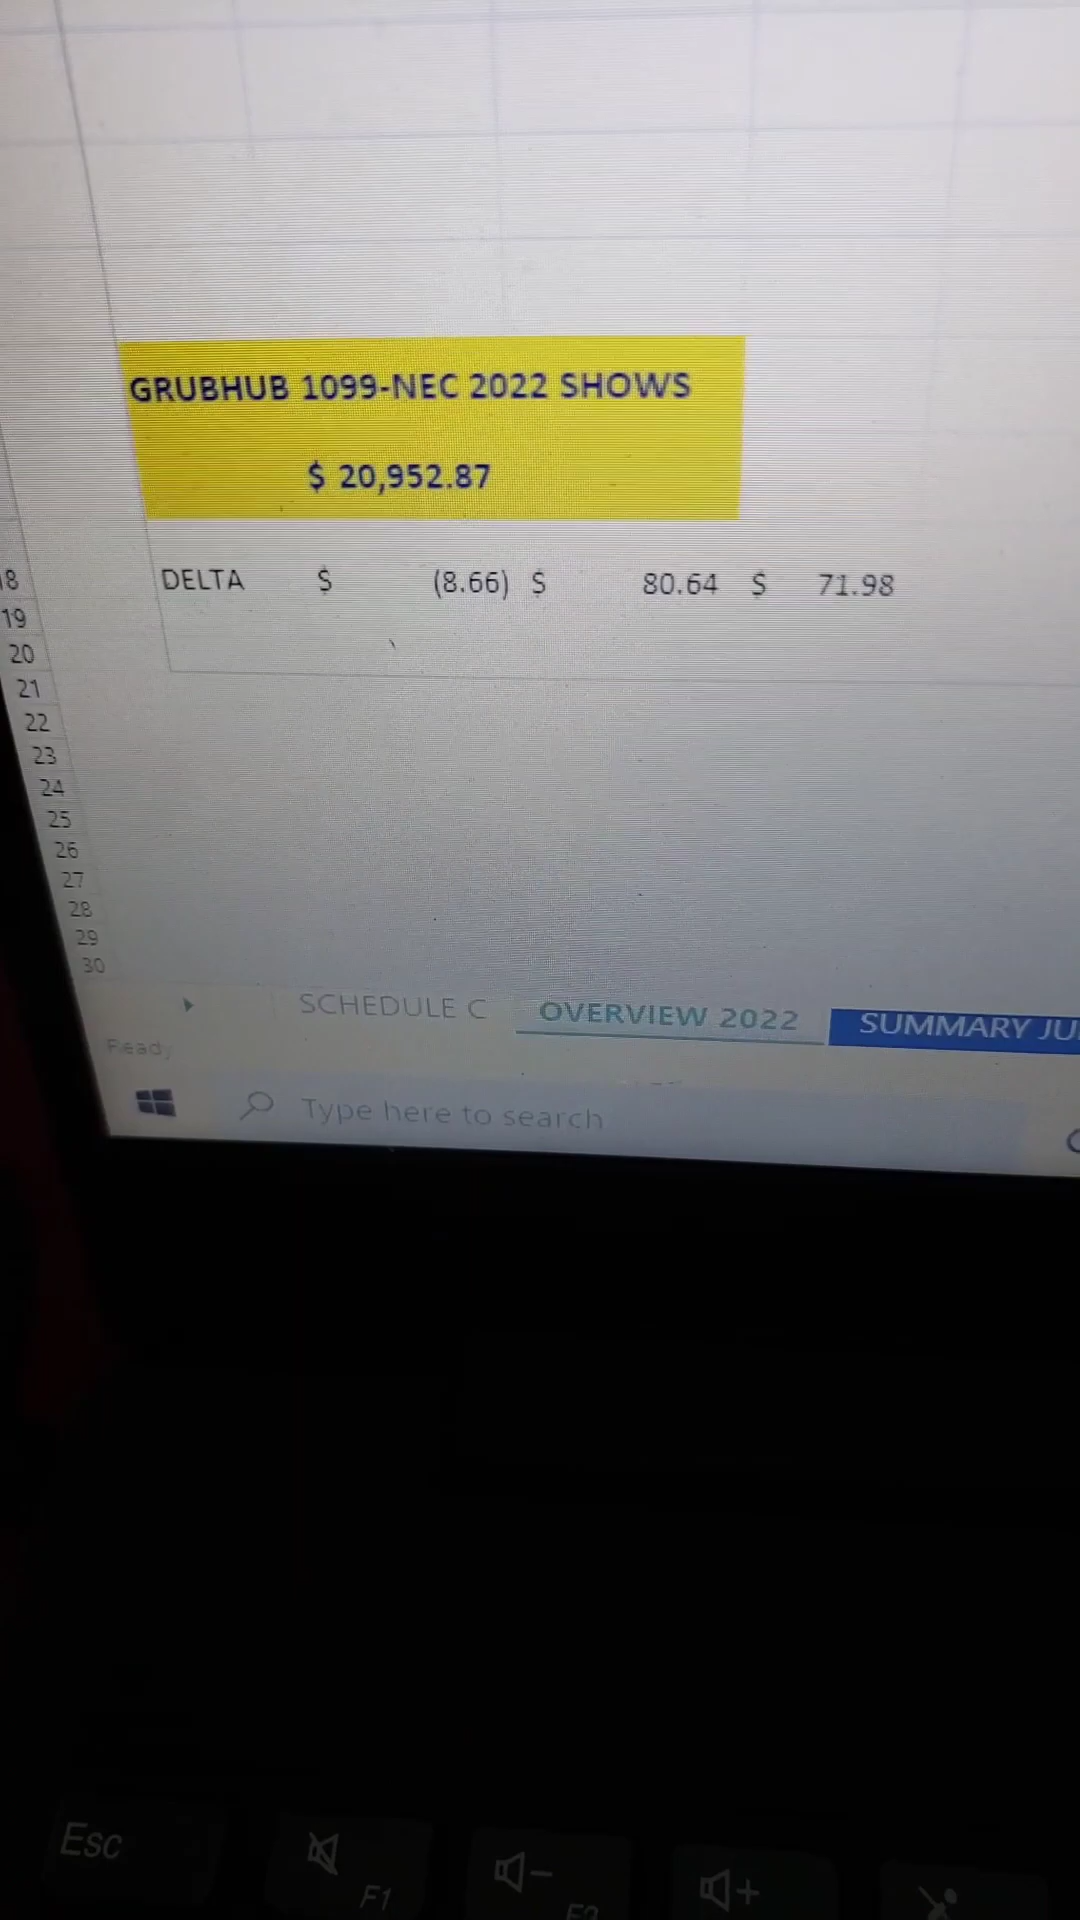 GRUBHUB 1099-NEC 2022 SHOWS
$ 20,952.87
18 DELTA $ (8.66) $ 80.64 $ 71.98
19
20
21
22
23
24
25
26
27
28
29
30
SCHEDULE C OVERVIEW 2022 SUMMARY
Ready
Type here to search
Esc
F1